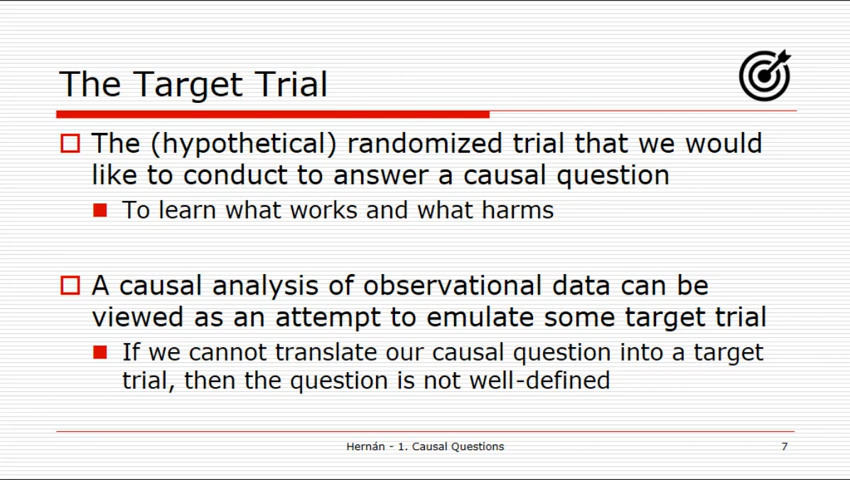 The Target Trial
The (hypothetical) randomized trial that we would
like to conduct to answer a causal question
To learn what works and what harms
A causal analysis of observational data can be
viewed as an attempt to emulate some target trial
If we cannot translate our causal question into a target
trial, then the question is not well-defined
Hernán - 1. Causal Questions
7